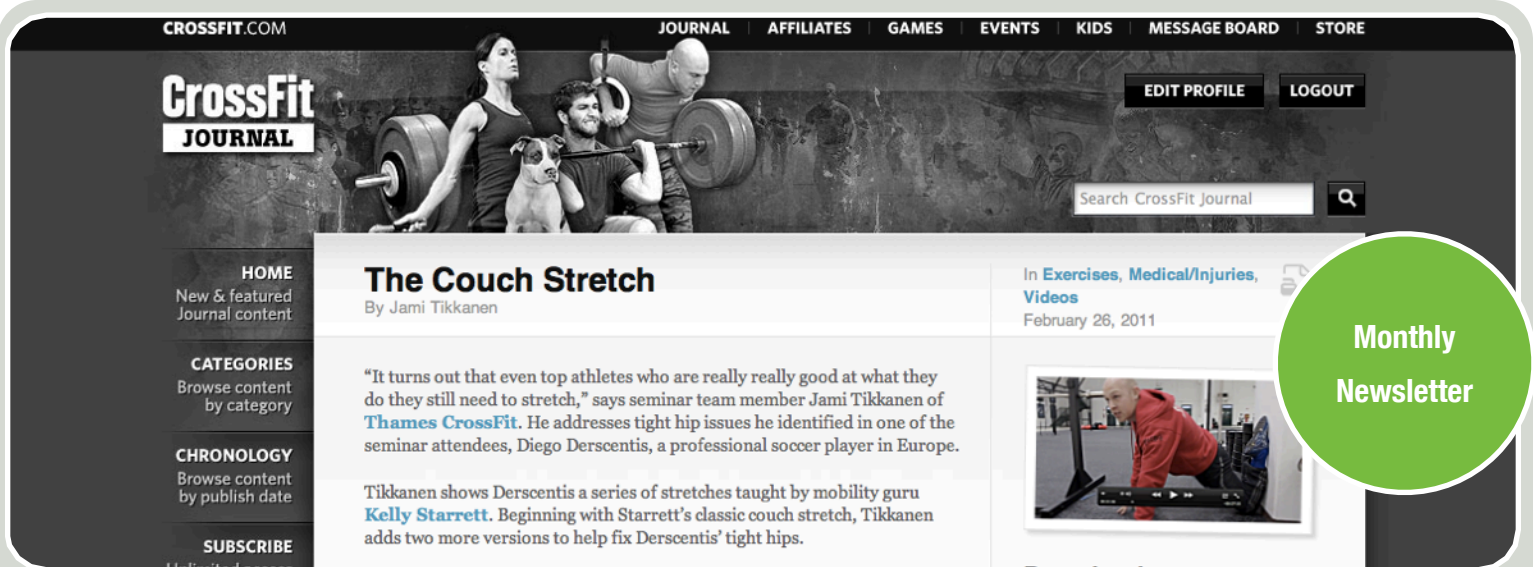 CROSSFIT.COM
JOURNAL
AFFILIATES
GAMES
EVENTS
KIDS
MESSAGE BOARD
STORE
CrossFit
JOURNAL
EDIT PROFILE
LOGOUT
Search CrossFit Journal
HOME
New & featured
Journal content
CATEGORIES
Browse content
by category
CHRONOLOGY
Browse content
by publish date
SUBSCRIBE
The Couch Stretch
By Jami Tikkanen
“It turns out that even top athletes who are really really good at what they
do they still need to stretch,” says seminar team member Jami Tikkanen of
Thames CrossFit. He addresses tight hip issues he identified in one of the
seminar attendees, Diego Derscentis, a professional soccer player in Europe.
Tikkanen shows Derscentis a series of stretches taught by mobility guru
Kelly Starrett. Beginning with Starrett’s classic couch stretch, Tikkanen
adds two more versions to help fix Derscentis’ tight hips.
In Exercises, Medical/Injuries,
Videos
February 26, 2011
Monthly
Newsletter